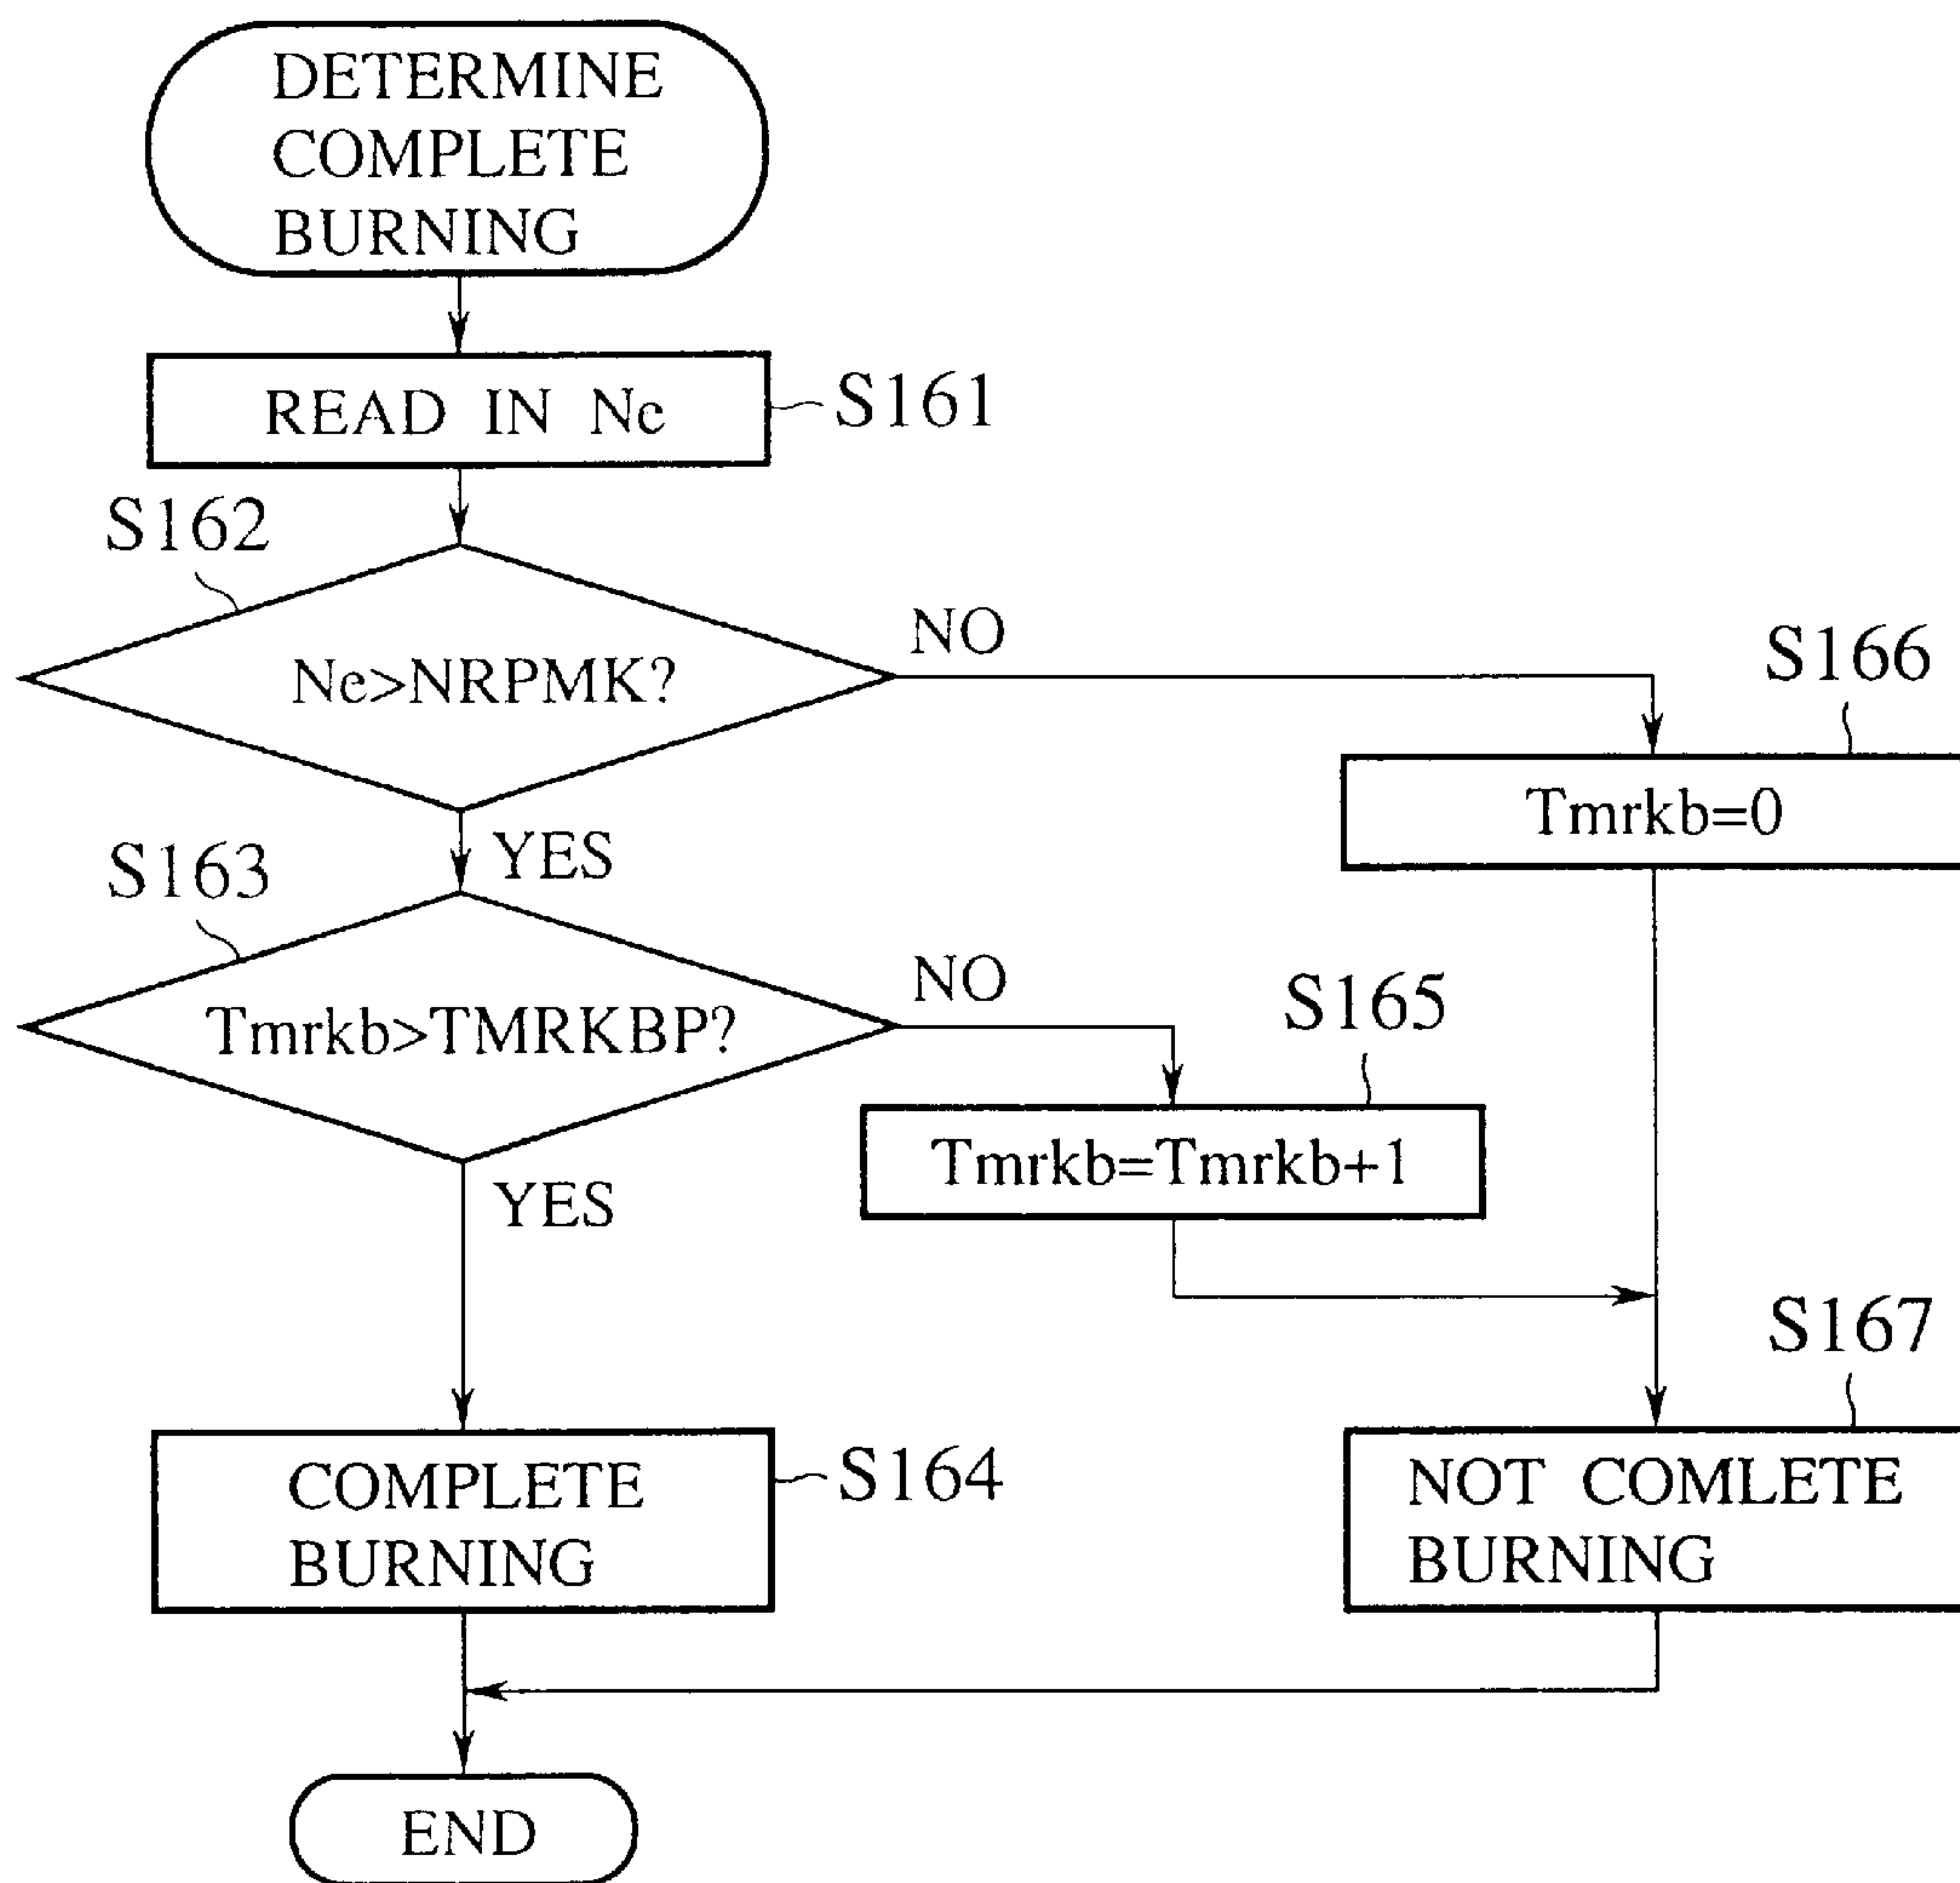 DETERMINE
COMPLETE
BURNING
READ IN Ne
S161
S162
Ne>NRPMK?
NO
S166
Tmrkb=0
YES
S163
Tmrkb>TMRKBP?
NO
S165
Tmrkb=Tmrkb+1
YES
S167
COMPLETE
BURNING
S164
NOT COMLETE
BURNING
END